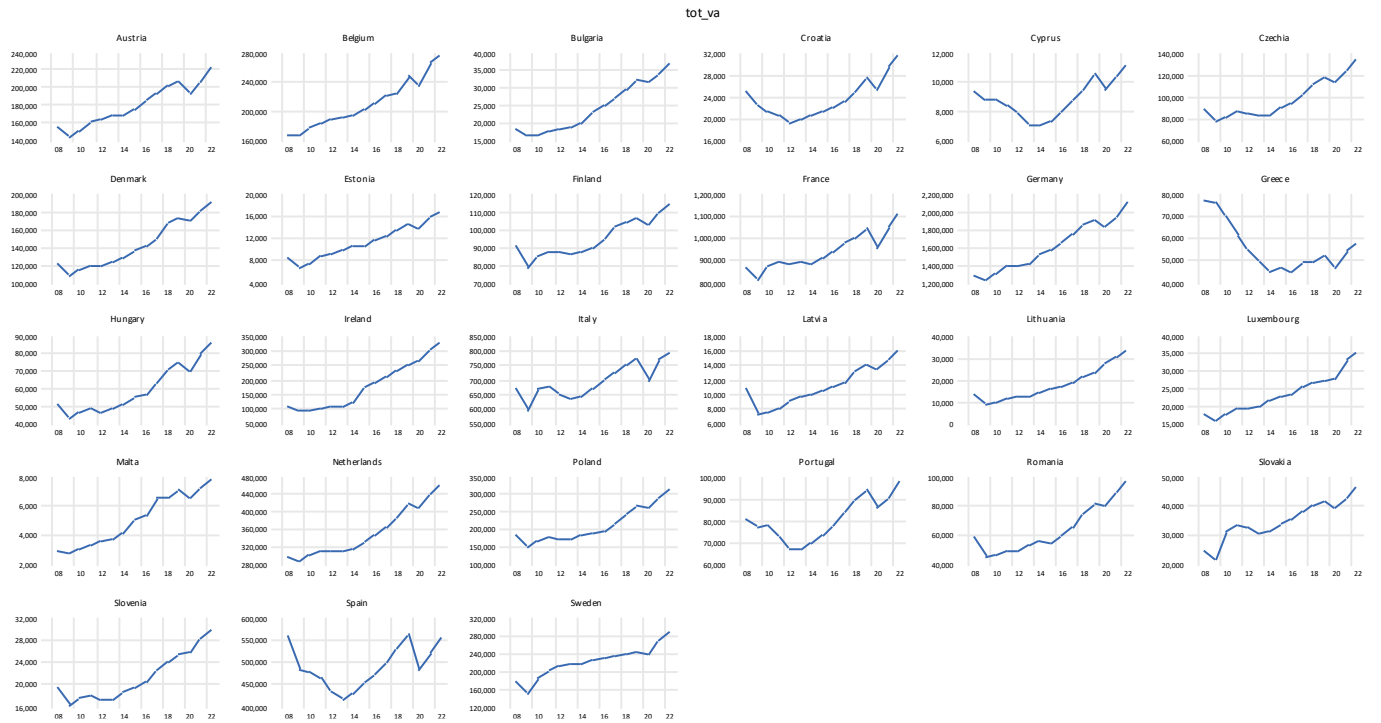 tot_va
Austria
240,000
220,000
200,000
180,000
160,000
140,000
08 10 12 14 16 18 20 22
Belgium
280,000
240,000
200,000
160,000
08 10 12 14 16 18 20 22
Bulgaria
40,000
35,000
30,000
25,000
20,000
15,000
08 10 12 14 16 18 20 22
Croatia
32,000
28,000
24,000
20,000
16,000
08 10 12 14 16 18 20 22
Cyprus
12,000
10,000
8,000
6,000
08 10 12 14 16 18 20 22
Czechia
140,000
120,000
100,000
80,000
60,000
08 10 12 14 16 18 20 22
Denmark
200,000
180,000
160,000
140,000
120,000
100,000
08 10 12 14 16 18 20 22
Estonia
20,000
16,000
12,000
8,000
4,000
08 10 12 14 16 18 20 22
Finland
120,000
110,000
100,000
90,000
80,000
70,000
08 10 12 14 16 18 20 22
France
1,200,000
1,100,000
1,000,000
900,000
800,000
08 10 12 14 16 18 20 22
Germany
2,200,000
2,000,000
1,800,000
1,600,000
1,400,000
1,200,000
08 10 12 14 16 18 20 22
Greece
80,000
70,000
60,000
50,000
40,000
08 10 12 14 16 18 20 22
Hungary
90,000
80,000
70,000
60,000
50,000
40,000
08 10 12 14 16 18 20 22
Ireland
350,000
300,000
250,000
200,000
150,000
100,000
50,000
08 10 12 14 16 18 20 22
Italy
850,000
800,000
750,000
700,000
650,000
600,000
550,000
08 10 12 14 16 18 20 22
Latvia
18,000
16,000
14,000
12,000
10,000
8,000
6,000
08 10 12 14 16 18 20 22
Lithuania
40,000
30,000
20,000
10,000
0
08 10 12 14 16 18 20 22
Luxembourg
40,000
35,000
30,000
25,000
20,000
15,000
08 10 12 14 16 18 20 22
Malta
8,000
6,000
4,000
2,000
08 10 12 14 16 18 20 22
Netherlands
480,000
440,000
400,000
360,000
320,000
280,000
08 10 12 14 16 18 20 22
Poland
350,000
300,000
250,000
200,000
150,000
100,000
08 10 12 14 16 18 20 22
Portugal
100,000
90,000
80,000
70,000
60,000
08 10 12 14 16 18 20 22
Romania
100,000
80,000
60,000
40,000
08 10 12 14 16 18 20 22
Slovakia
50,000
40,000
30,000
20,000
08 10 12 14 16 18 20 22
Slovenia
32,000
28,000
24,000
20,000
16,000
08 10 12 14 16 18 20 22
Spain
600,000
550,000
500,000
450,000
400,000
08 10 12 14 16 18 20 22
Sweden
320,000
280,000
240,000
200,000
160,000
120,000
08 10 12 14 16 18 20 22